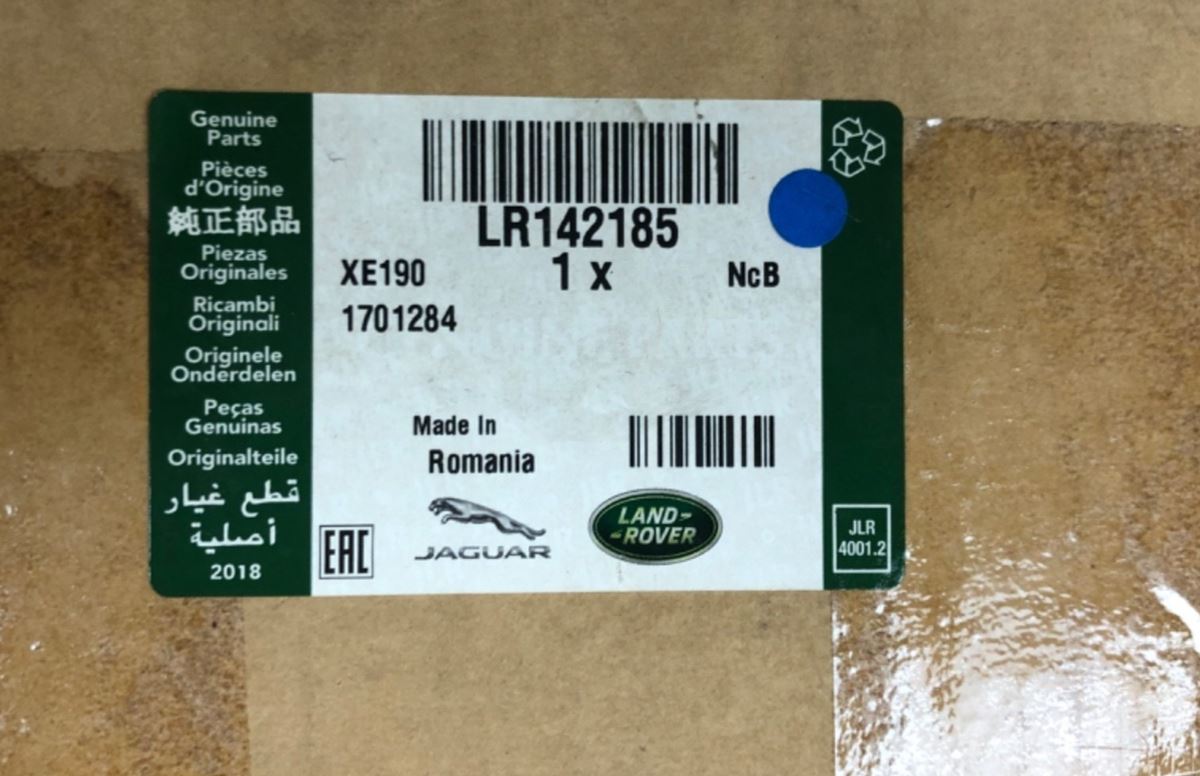 Genuine
Parts
Pièces
d'Origine
純正部品
Piezas
Originales
Ricambi
Originali
Originele
Onderdelen
Peças
Genuinas
Originalteile
قطع غيار
أصلية
2018
LR142185
XE190
1 x
NcB
1701284
Made In
Romania
EAC
JAGUAR
LAND-
-ROVER
JLR
4001.2